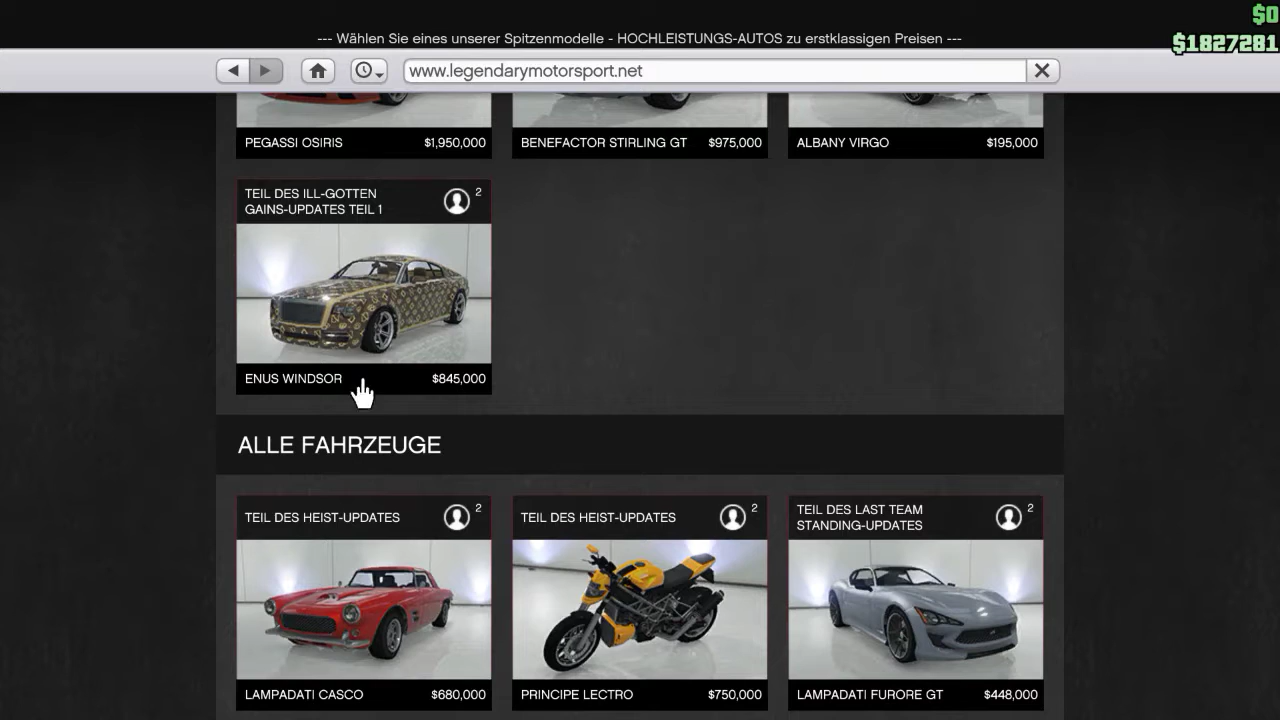 $0
--- Wählen Sie eines unserer Spitzenmodelle - HOCHLEISTUNGS-AUTOS zu erstklassigen Preisen ---
$1827281
www.legendarymotorsport.net
PEGASSI OSIRIS $1,950,000
BENEFACTOR STIRLING GT $975,000
ALBANY VIRGO $195,000
TEIL DES ILL-GOTTEN
GAINS-UPDATES TEIL 1
2
ENUS WINDSOR $845,000
ALLE FAHRZEUGE
TEIL DES HEIST-UPDATES 2
TEIL DES HEIST-UPDATES 2
TEIL DES LAST TEAM
STANDING-UPDATES
2
LAMPADATI CASCO $680,000
PRINCIPE LECTRO $750,000
LAMPADATI FURORE GT $448,000